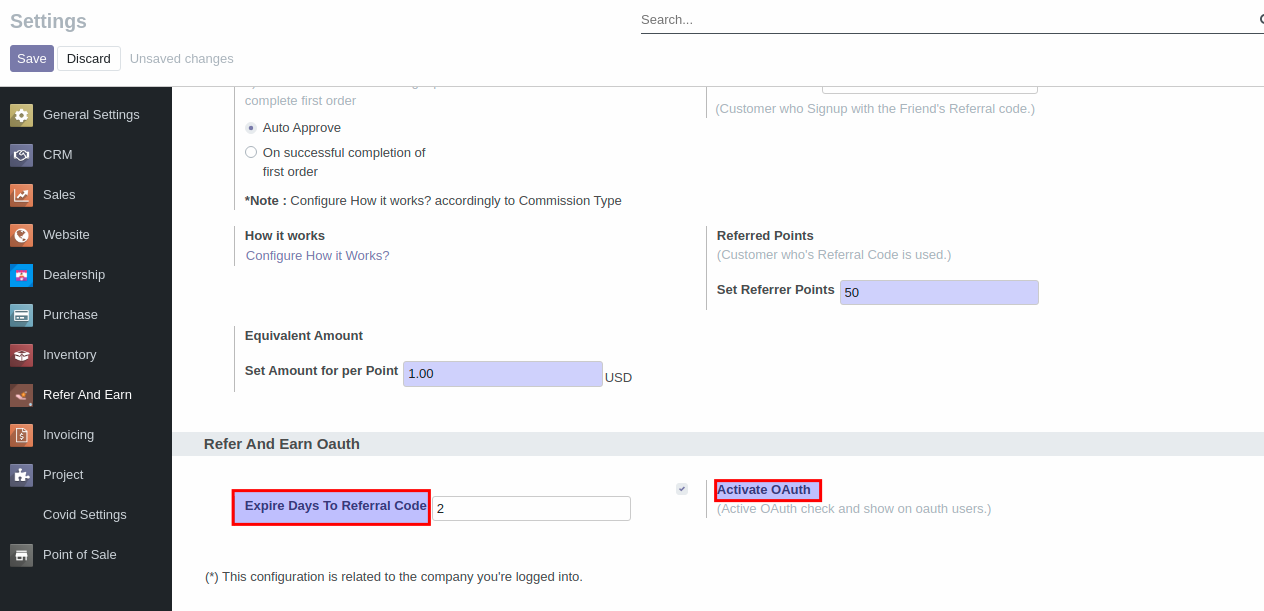 Settings
Search...
Save
Discard
Unsaved changes
General Settings
CRM
Sales
Website
Dealership
Purchase
Inventory
Refer And Earn
Invoicing
Project
Covid Settings
Point of Sale
complete first order
Auto Approve
On successful completion of
first order
*Note : Configure How it works? accordingly to Commission Type
(Customer who Signup with the Friend's Referral code.)
How it works
Configure How it Works?
Referred Points
(Customer who's Referral Code is used.)
Set Referrer Points 50
Equivalent Amount
Set Amount for per Point 1.00 USD
Refer And Earn Oauth
Expire Days To Referral Code 2
Activate OAuth
(Active OAuth check and show on oauth users.)
(*) This configuration is related to the company you're logged into.